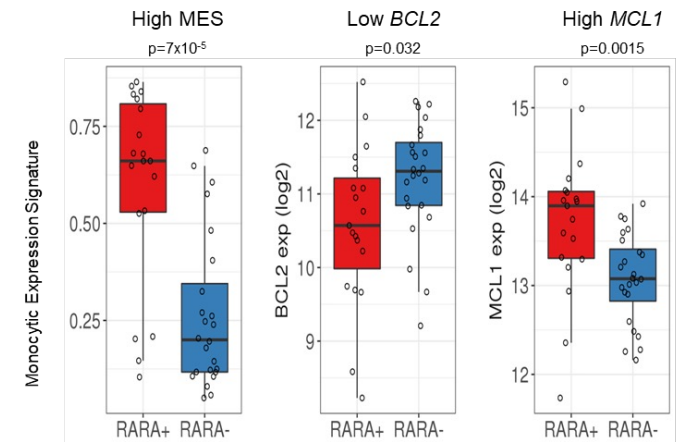 High MES
p=7x10-5
Monocytic Expression Signature
0.75
0.50
0.25
RARA+ RARA-
Low BCL2
p=0.032
BCL2 exp (log2)
12
11
10
9
RARA+ RARA-
High MCL1
p=0.0015
MCL1 exp (log2)
15
14
13
12
RARA+ RARA-